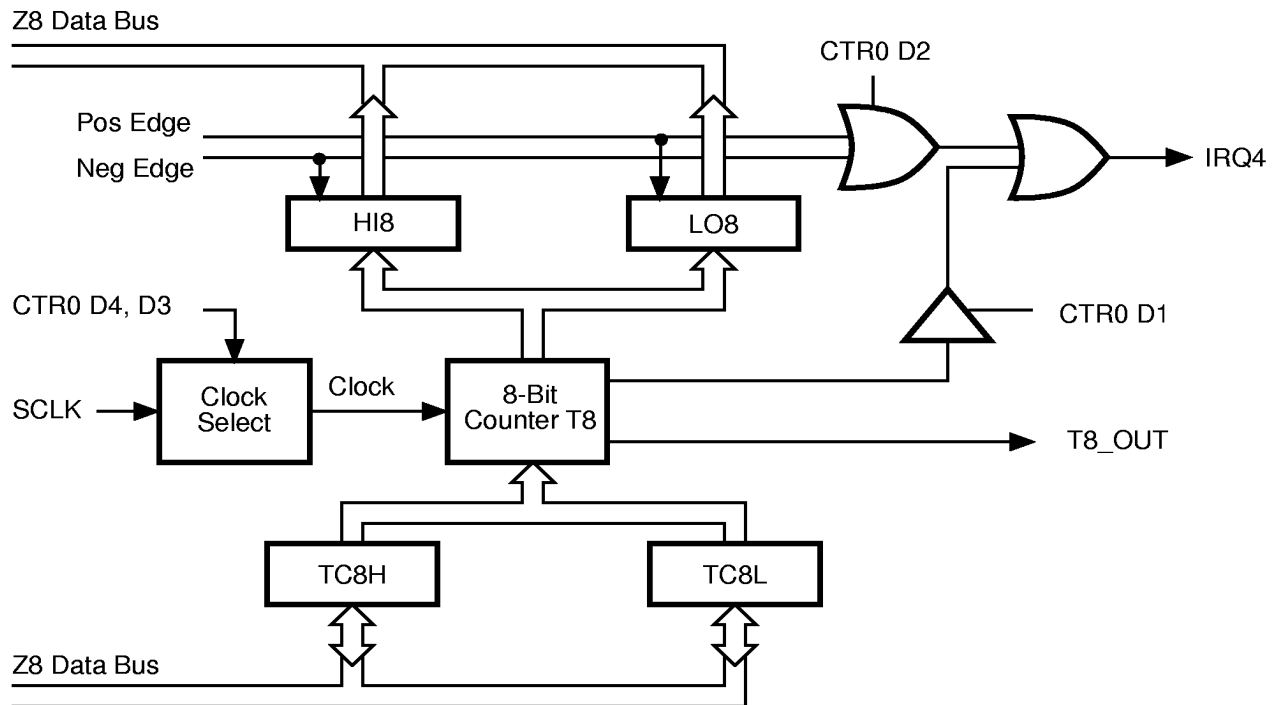 Z8 Data Bus
CTR0 D2
Pos Edge
Neg Edge
IRQ4
HI8
LO8
CTR0 D4, D3
CTR0 D1
Clock
Select
SCLK
Clock
8-Bit
Counter T8
T8_OUT
TC8H
TC8L
Z8 Data Bus